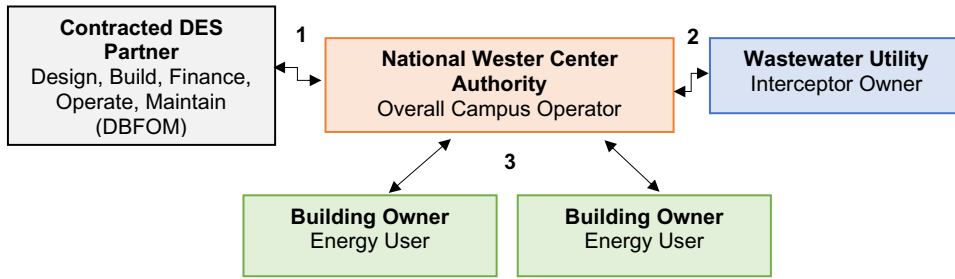 Contracted DES
Partner
Design, Build, Finance,
Operate, Maintain
(DBFOM)
1
National Wester Center
Authority
Overall Campus Operator
2
Wastewater Utility
Interceptor Owner
3
Building Owner
Energy User
Building Owner
Energy User